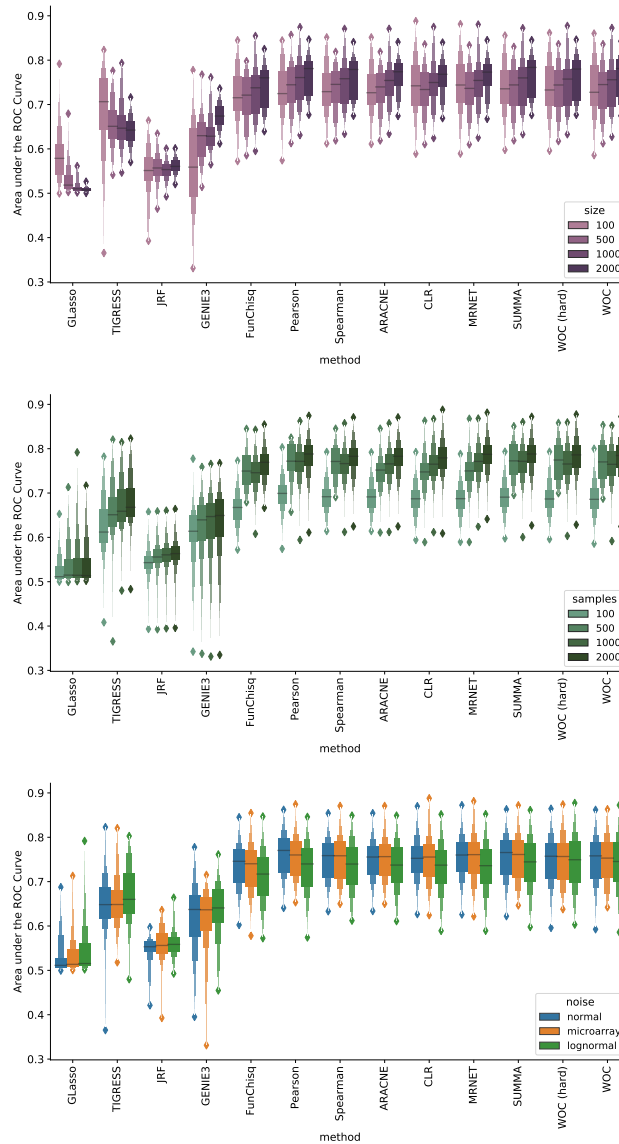 0.9
0.8
0.7
0.6
0.5
0.4
0.3
Area under the ROC Curve
size
100
500
1000
2000
GLasso
TIGRESS
JRF
GENIE3
FunChisq
Pearson
Spearman
ARACNE
CLR
MRNET
SUMMA
WOC (hard)
WOC
method
0.9
0.8
0.7
0.6
0.5
0.4
0.3
Area under the ROC Curve
samples
100
500
1000
2000
GLasso
TIGRESS
JRF
GENIE3
FunChisq
Pearson
Spearman
ARACNE
CLR
MRNET
SUMMA
WOC (hard)
WOC
method
0.9
0.8
0.7
0.6
0.5
0.4
0.3
Area under the ROC Curve
noise
normal
microarray
lognormal
GLasso
TIGRESS
JRF
GENIE3
FunChisq
Pearson
Spearman
ARACNE
CLR
MRNET
SUMMA
WOC (hard)
WOC
method